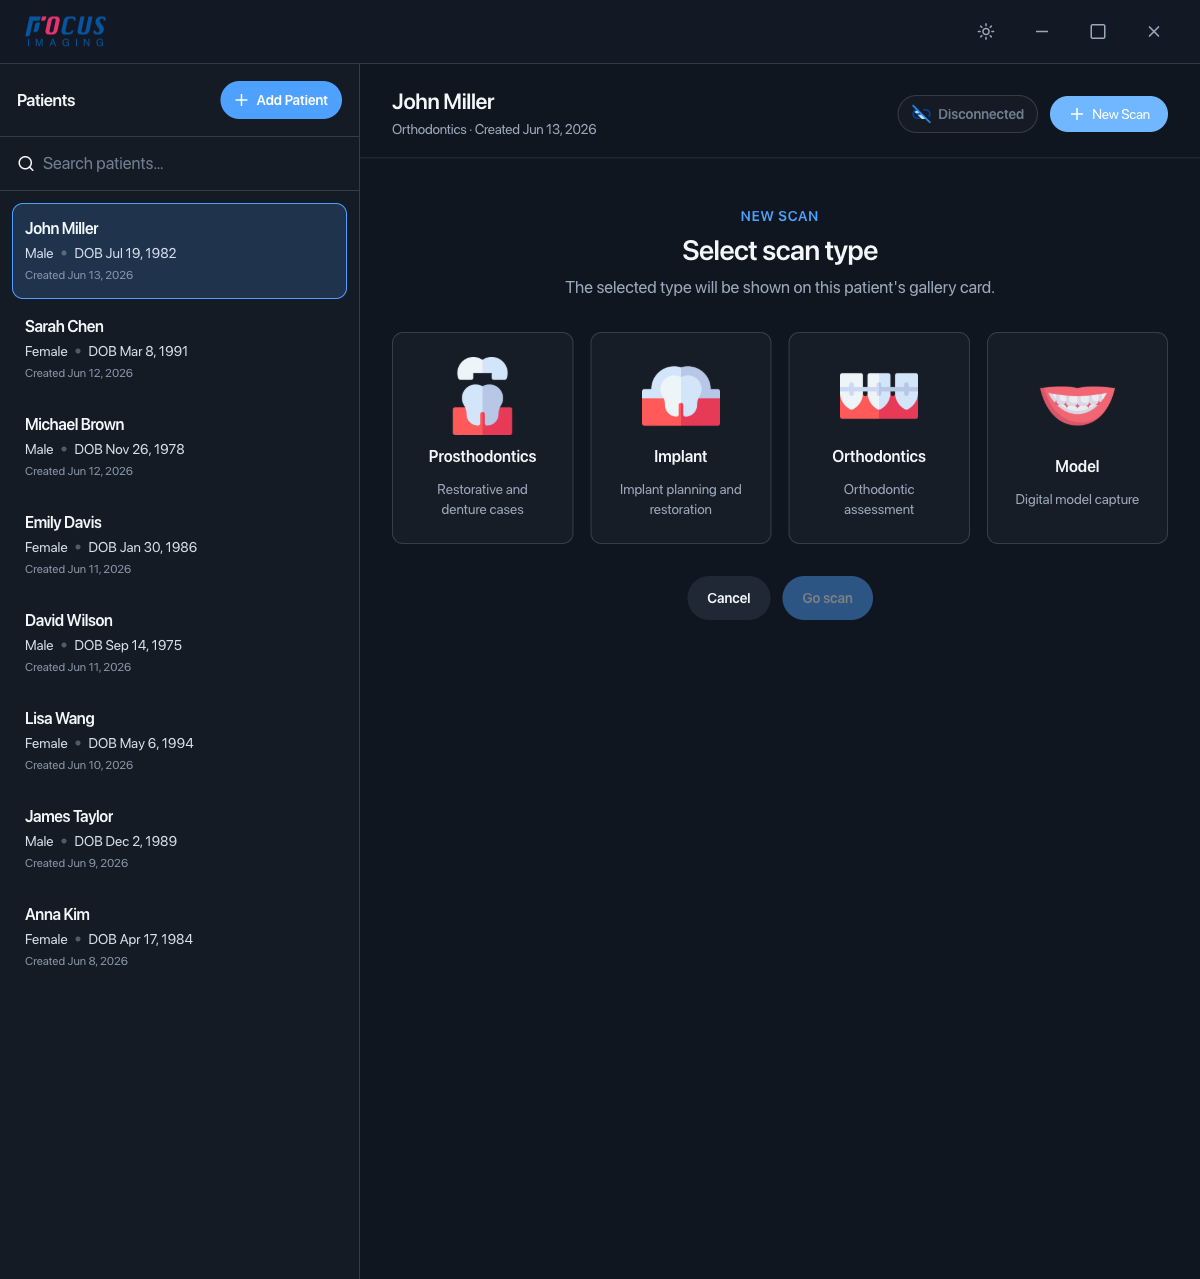 FOCUS
IMAGING
Patients
Add Patient
Search patients...
John Miller
Male • DOB Jul 19, 1982
Created Jun 13, 2026
Sarah Chen
Female • DOB Mar 8, 1991
Created Jun 12, 2026
Michael Brown
Male • DOB Nov 26, 1978
Created Jun 12, 2026
Emily Davis
Female • DOB Jan 30, 1986
Created Jun 11, 2026
David Wilson
Male • DOB Sep 14, 1975
Created Jun 11, 2026
Lisa Wang
Female • DOB May 6, 1994
Created Jun 10, 2026
James Taylor
Male • DOB Dec 2, 1989
Created Jun 9, 2026
Anna Kim
Female • DOB Apr 17, 1984
Created Jun 8, 2026
John Miller
Orthodontics · Created Jun 13, 2026
Disconnected
New Scan
NEW SCAN
Select scan type
The selected type will be shown on this patient's gallery card.
Prosthodontics
Restorative and
denture cases
Implant
Implant planning and
restoration
Orthodontics
Orthodontic
assessment
Model
Digital model capture
Cancel
Go scan